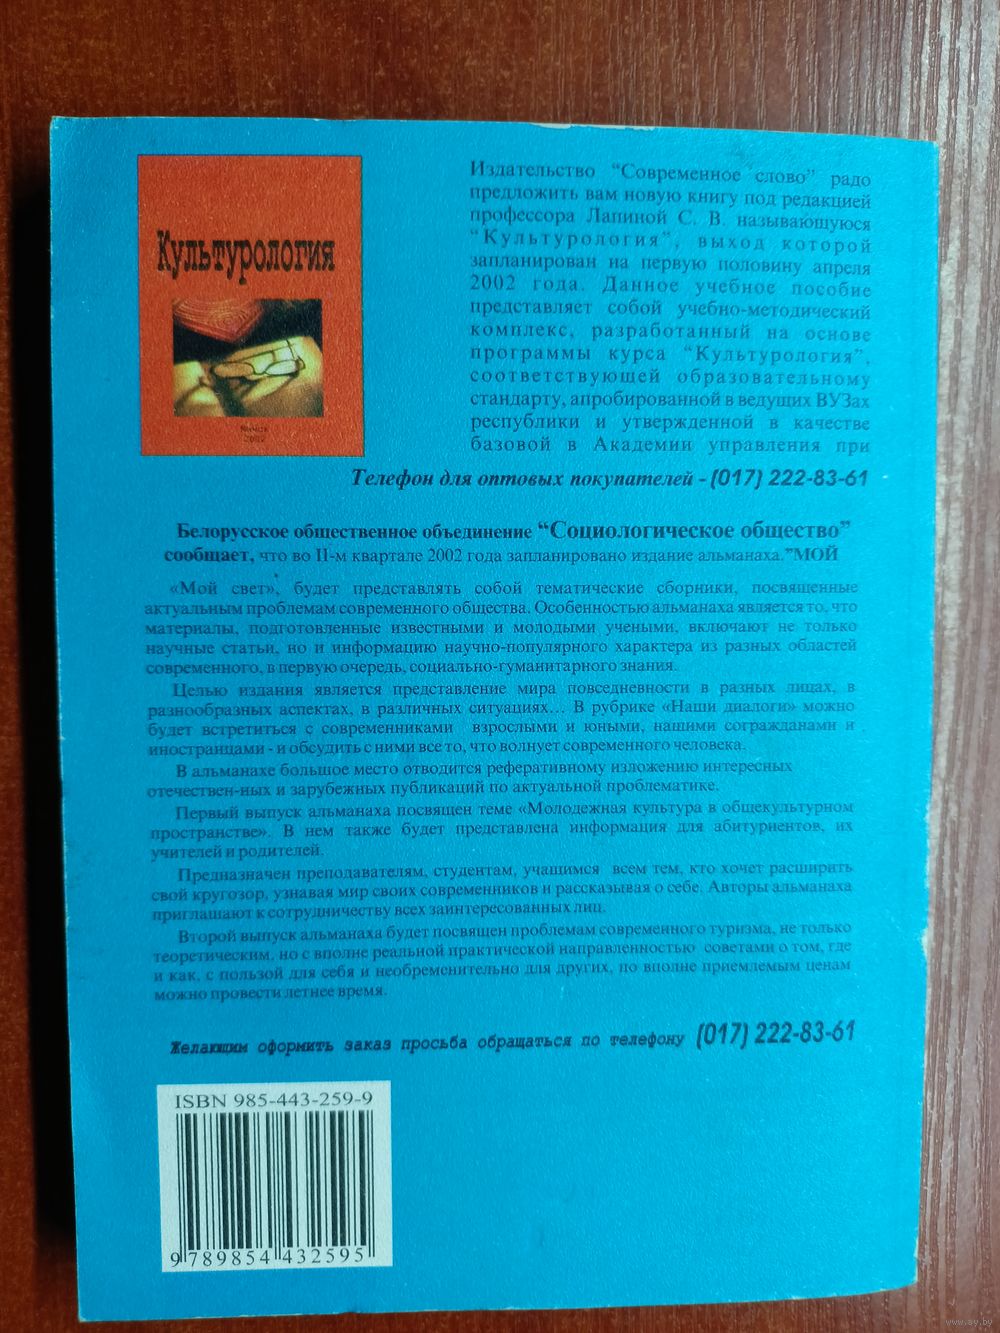 Культурология
Минск
2002
Издательство “Современное слово” радо
предложить вам новую книгу под редакцией
профессора Лапиной С. В. называющуюся
“Культурология”, выход которой
запланирован на первую половину апреля
2002 года. Данное учебное пособие
представляет собой учебно-методический
комплекс, разработанный на основе
программы курса “Культурология”,
соответствующей образовательному
стандарту, апробированной в ведущих ВУЗах
республики и утвержденной в качестве
базовой в Академии управления при
Телефон для оптовых покупателей - (017) 222-83-61
Белорусское общественное объединение “Социологическое общество”
сообщает, что во II-м квартале 2002 года запланировано издание альманаха.”МОЙ
«Мой свет», будет представлять собой тематические сборники, посвященные
актуальным проблемам современного общества. Особенностью альманаха является то, что
материалы, подготовленные известными и молодыми учеными, включают не только
научные статьи, но и информацию научно-популярного характера из разных областей
современного, в первую очередь, социально-гуманитарного знания.
Целью издания является представление мира повседневности в разных лицах, в
разнообразных аспектах, в различных ситуациях... В рубрике «Наши диалоги» можно
будет встретиться с современниками взрослыми и юными, нашими согражданами и
иностранцами - и обсудить с ними все то, что волнует современного человека.
В альманахе большое место отводится реферативному изложению интересных
отечествен-ных и зарубежных публикаций по актуальной проблематике.
Первый выпуск альманаха посвящен теме «Молодежная культура в общекультурном
пространстве». В нем также будет представлена информация для абитуриентов, их
учителей и родителей.
Предназначен преподавателям, студентам, учащимся всем тем, кто хочет расширить
свой кругозор, узнавая мир своих современников и рассказывая о себе. Авторы альманаха
приглашают к сотрудничеству всех заинтересованных лиц.
Второй выпуск альманаха будет посвящен проблемам современного туризма, не только
теоретическим, но с вполне реальной практической направленностью советами о том, где
и как, с пользой для себя и необременительно для других, по вполне приемлемым ценам
можно провести летнее время.
Желающим оформить заказ просьба обращаться по телефону (017) 222-83-61
ISBN 985-443-259-9
9 789854 432595
www.ay.by